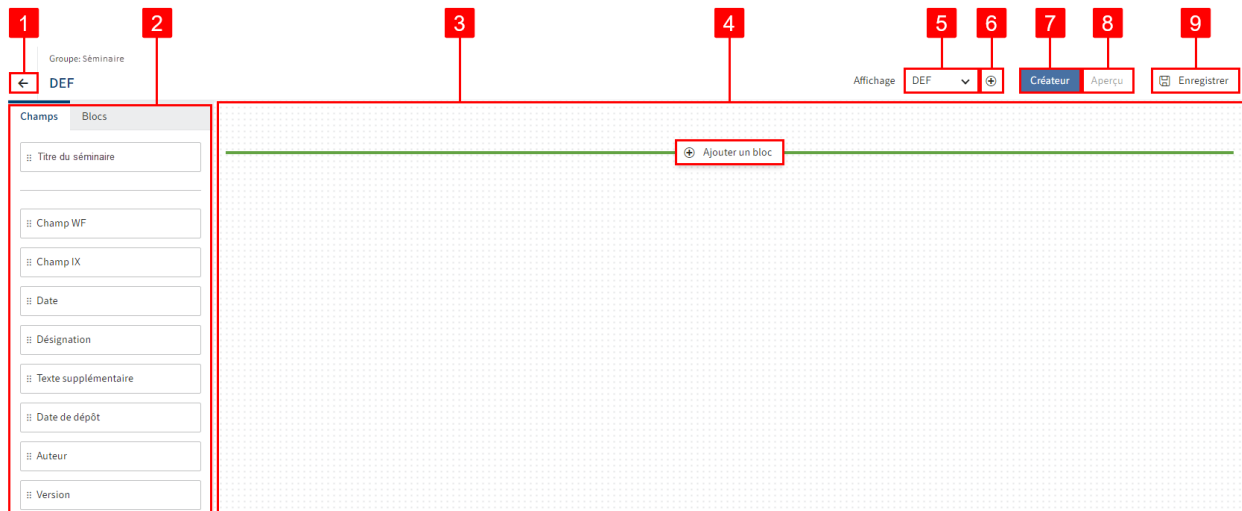 1 2 3 4 5 6 7 8 9
Groupe: Séminaire
DEF
Affichage DEF Créateur Aperçu Enregistrer
Champs Blocs
Titre du séminaire
Ajouter un bloc
Champ WF
Champ IX
Date
Désignation
Texte supplémentaire
Date de dépôt
Auteur
Version